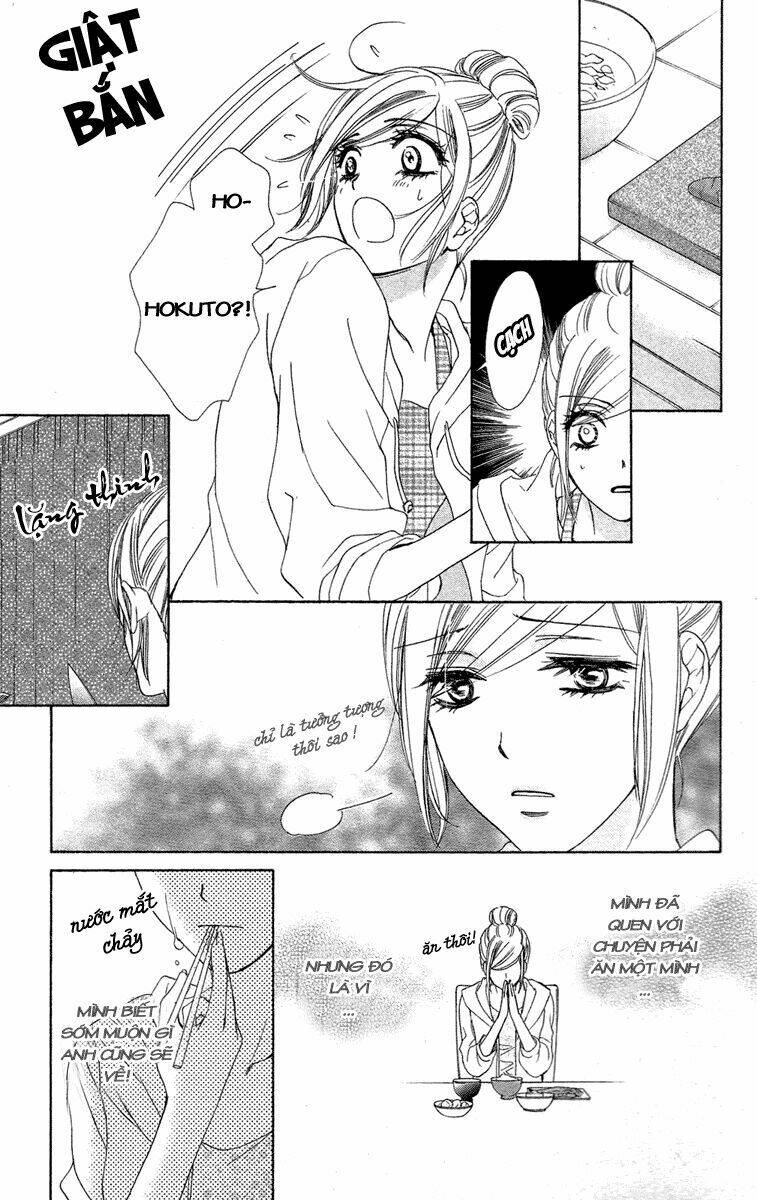 CẠCH
GIẬT
BẮN
HO-
HOKUTO?!
lặng thinh
chỉ là tưởng tượng
thôi sao!
MÌNH ĐÃ
QUEN VỚI
CHUYỆN PHẢI
ĂN MỘT MÌNH
...
ăn thôi!
NHƯNG ĐÓ
LÀ VÌ
...
nước mắt
chảy
MÌNH BIẾT
SỚM MUỘN GÌ
ANH CŨNG SẼ
VỀ!